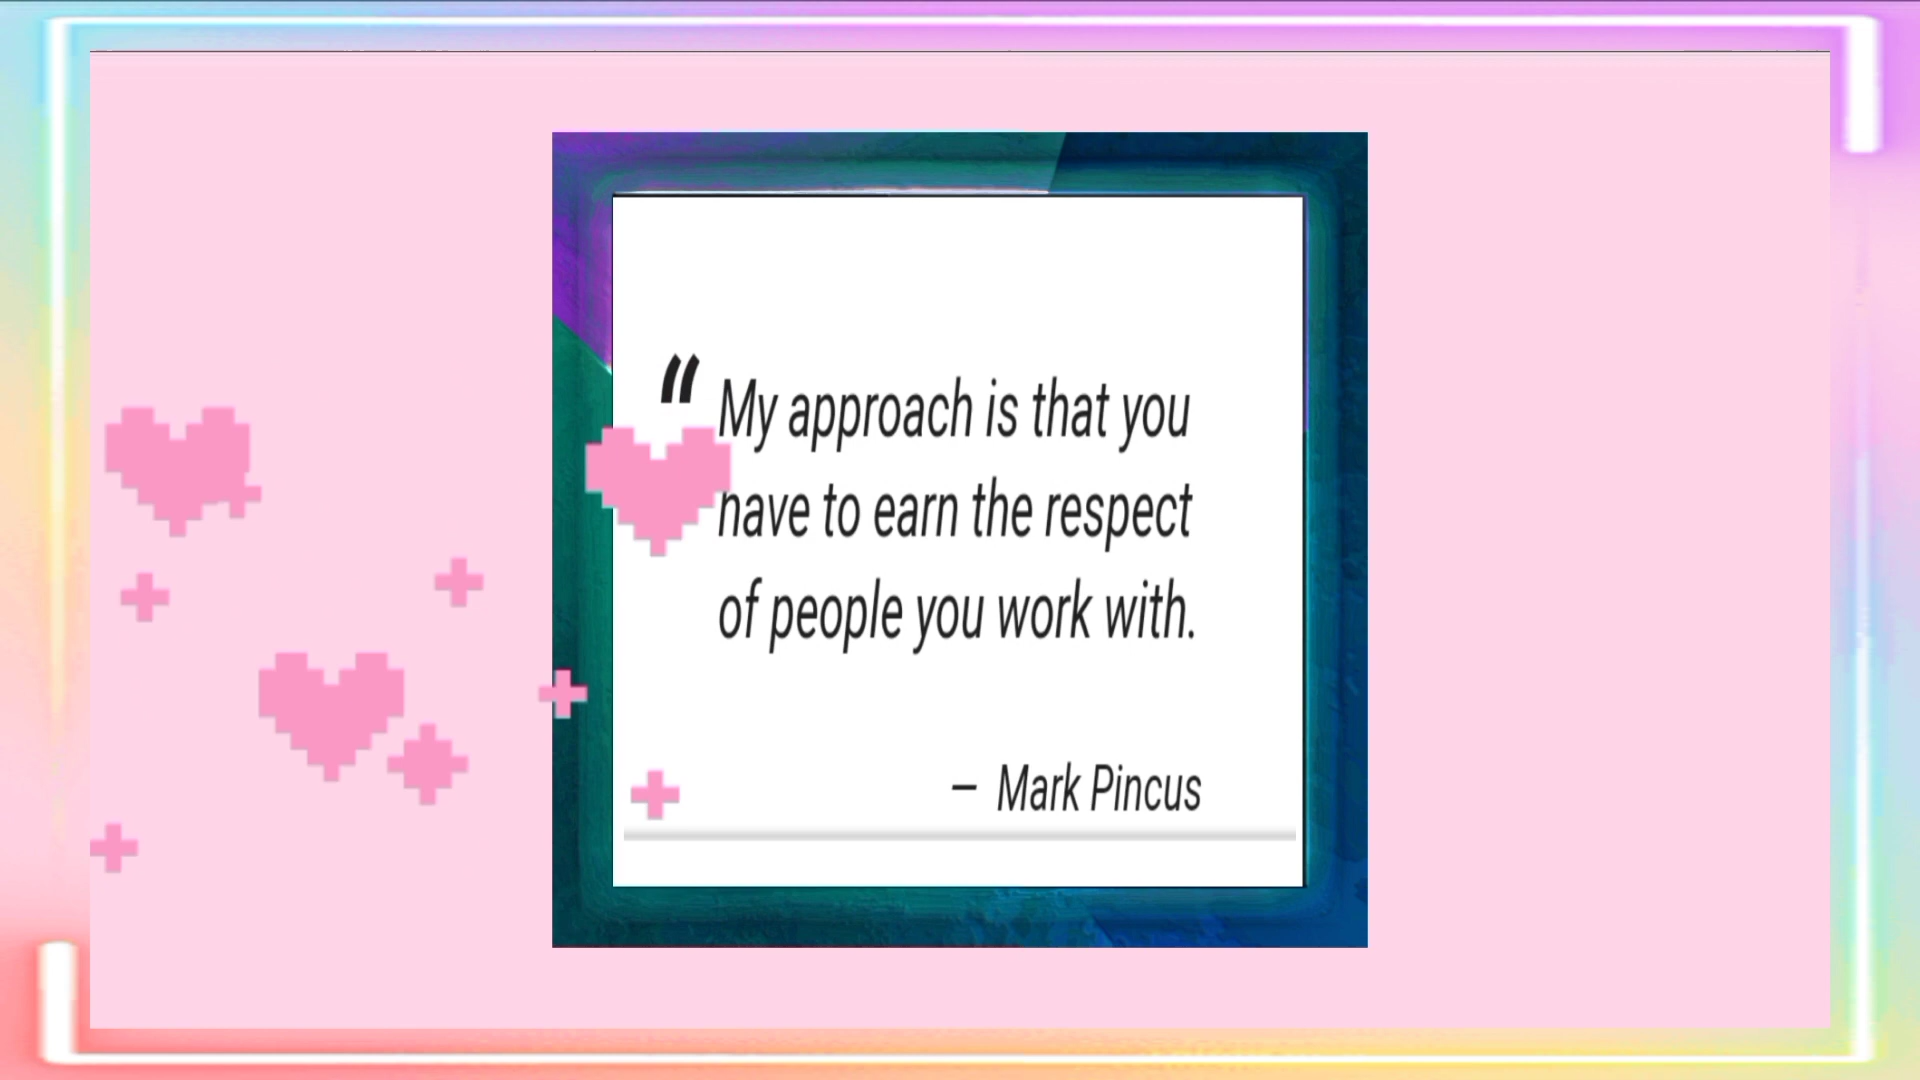 “ My approach is that you
have to earn the respect
of people you work with.
– Mark Pincus